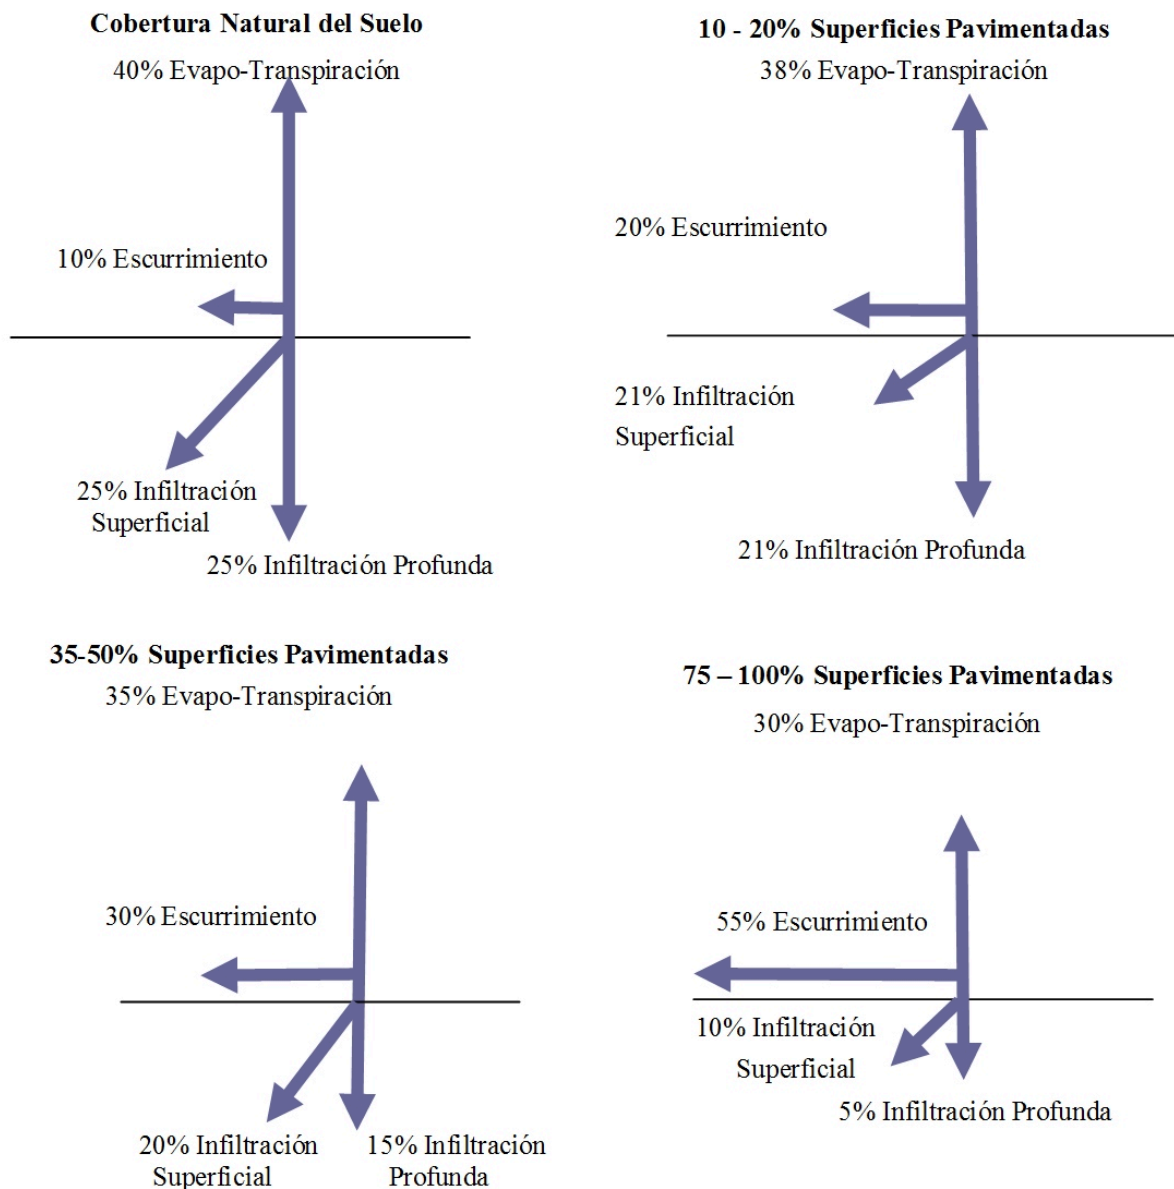 Cobertura Natural del Suelo
40% Evapo-Transpiración
10% Escurrimiento
25% Infiltración
Superficial
25% Infiltración Profunda
10 - 20% Superficies Pavimentadas
38% Evapo-Transpiración
20% Escurrimiento
21% Infiltración
Superficial
21% Infiltración Profunda
35-50% Superficies Pavimentadas
35% Evapo-Transpiración
30% Escurrimiento
20% Infiltración
Superficial
15% Infiltración
Profunda
75 – 100% Superficies Pavimentadas
30% Evapo-Transpiración
55% Escurrimiento
10% Infiltración
Superficial
5% Infiltración Profunda